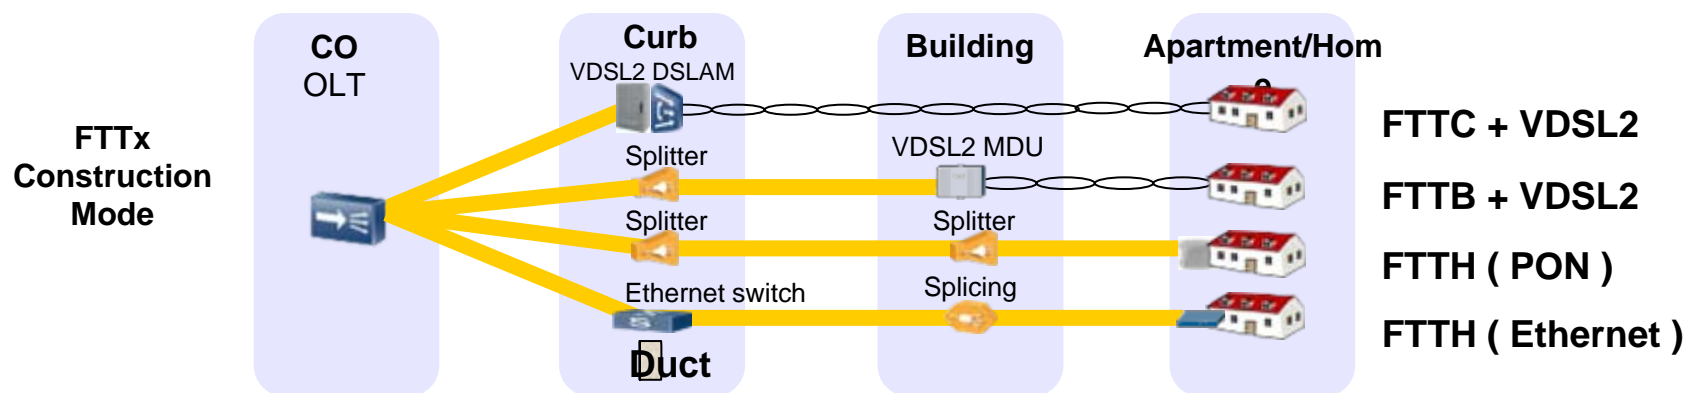 CO
OLT
Curb
VDSL2 DSLAM
Building
Apartment/Hom
e
FTTx
Construction
Mode
FTTC + VDSL2
Splitter
VDSL2 MDU
FTTB + VDSL2
Splitter
Splitter
FTTH ( PON )
Ethernet switch
Splicing
FTTH ( Ethernet )
Duct